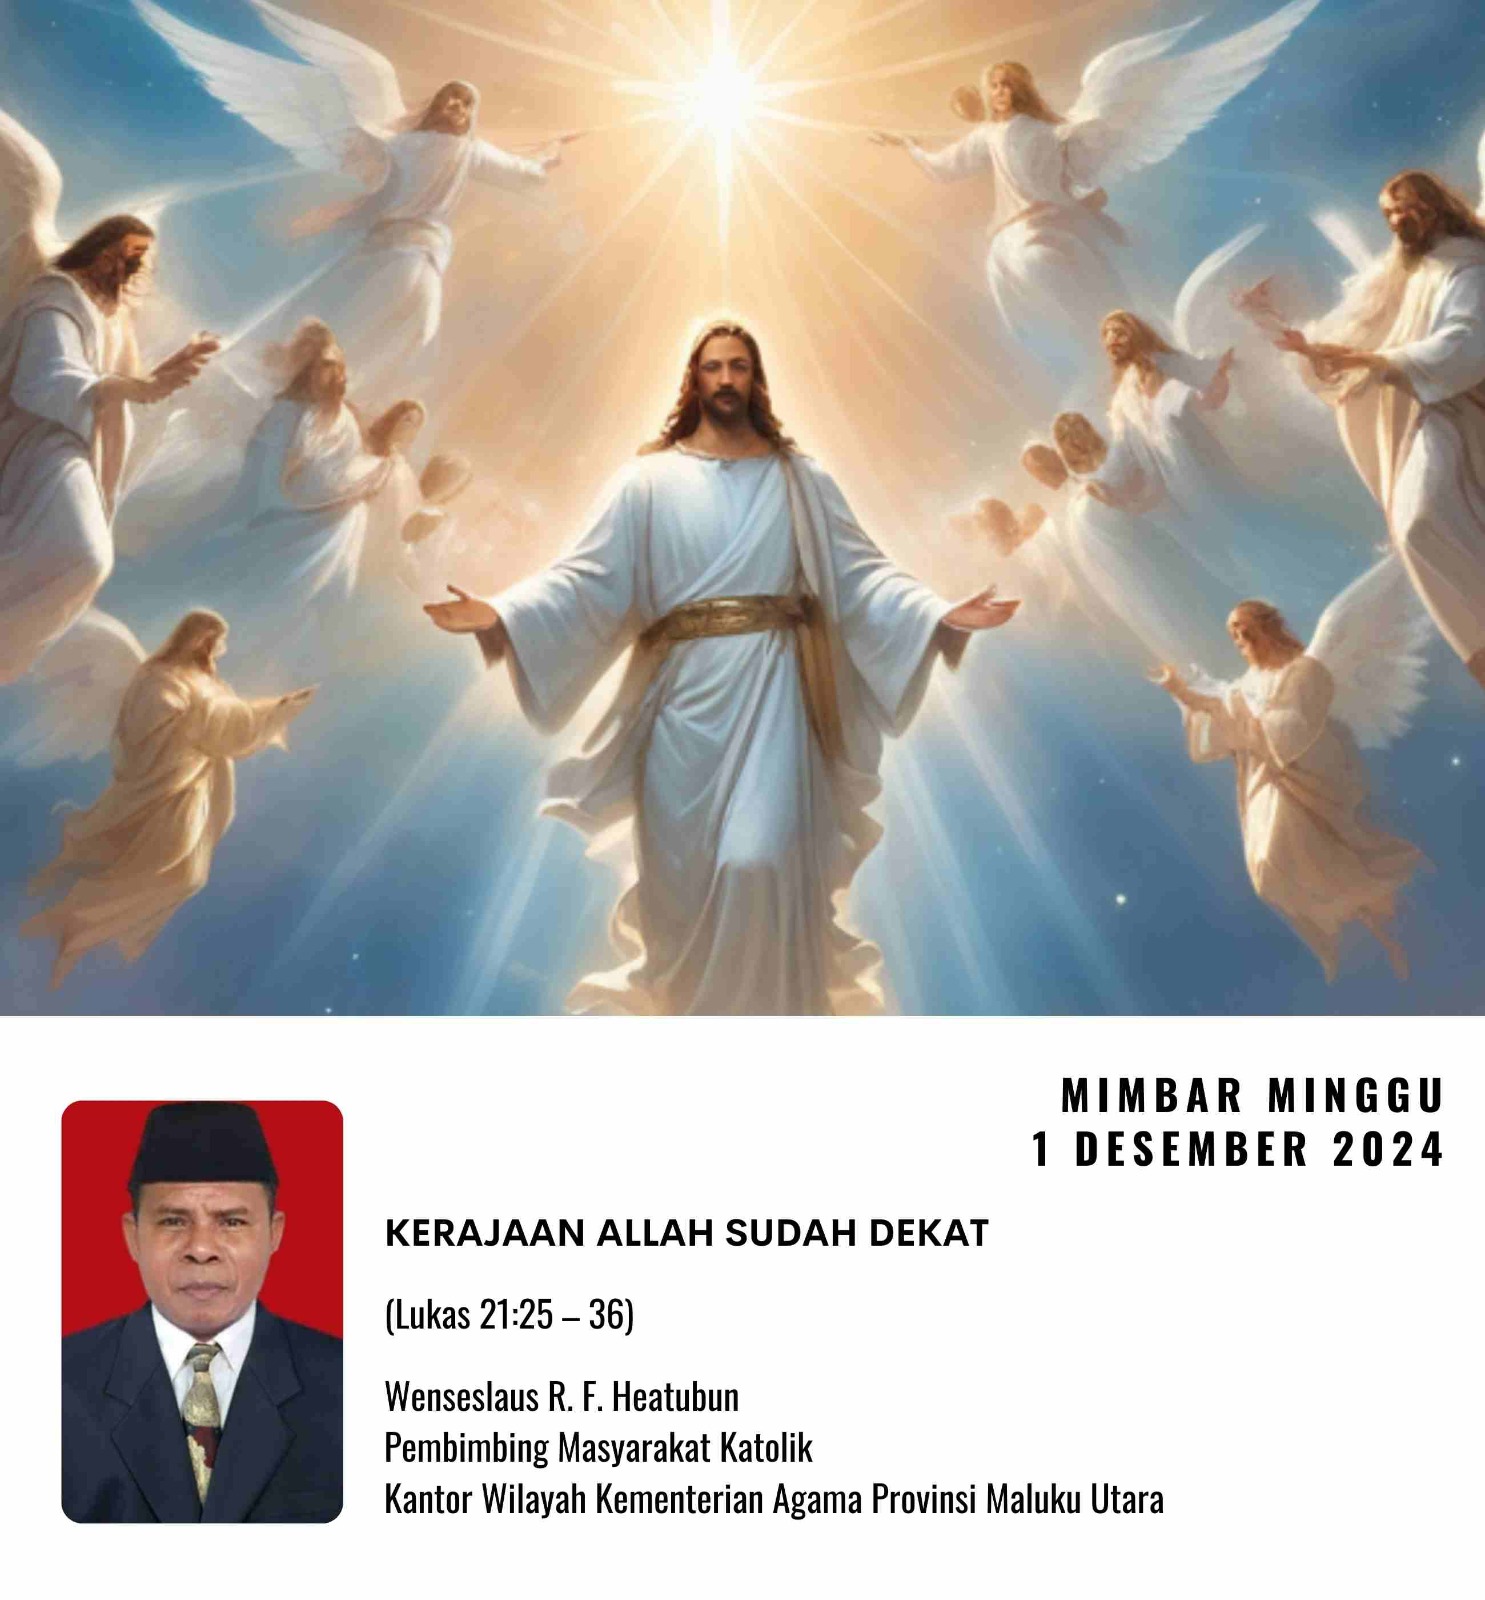 MIMBAR MINGGU
1 DESEMBER 2024
KERAJAAN ALLAH SUDAH DEKAT
(Lukas 21:25 – 36)
Wenseslaus R. F. Heatubun
Pembimbing Masyarakat Katolik
Kantor Wilayah Kementerian Agama Provinsi Maluku Utara